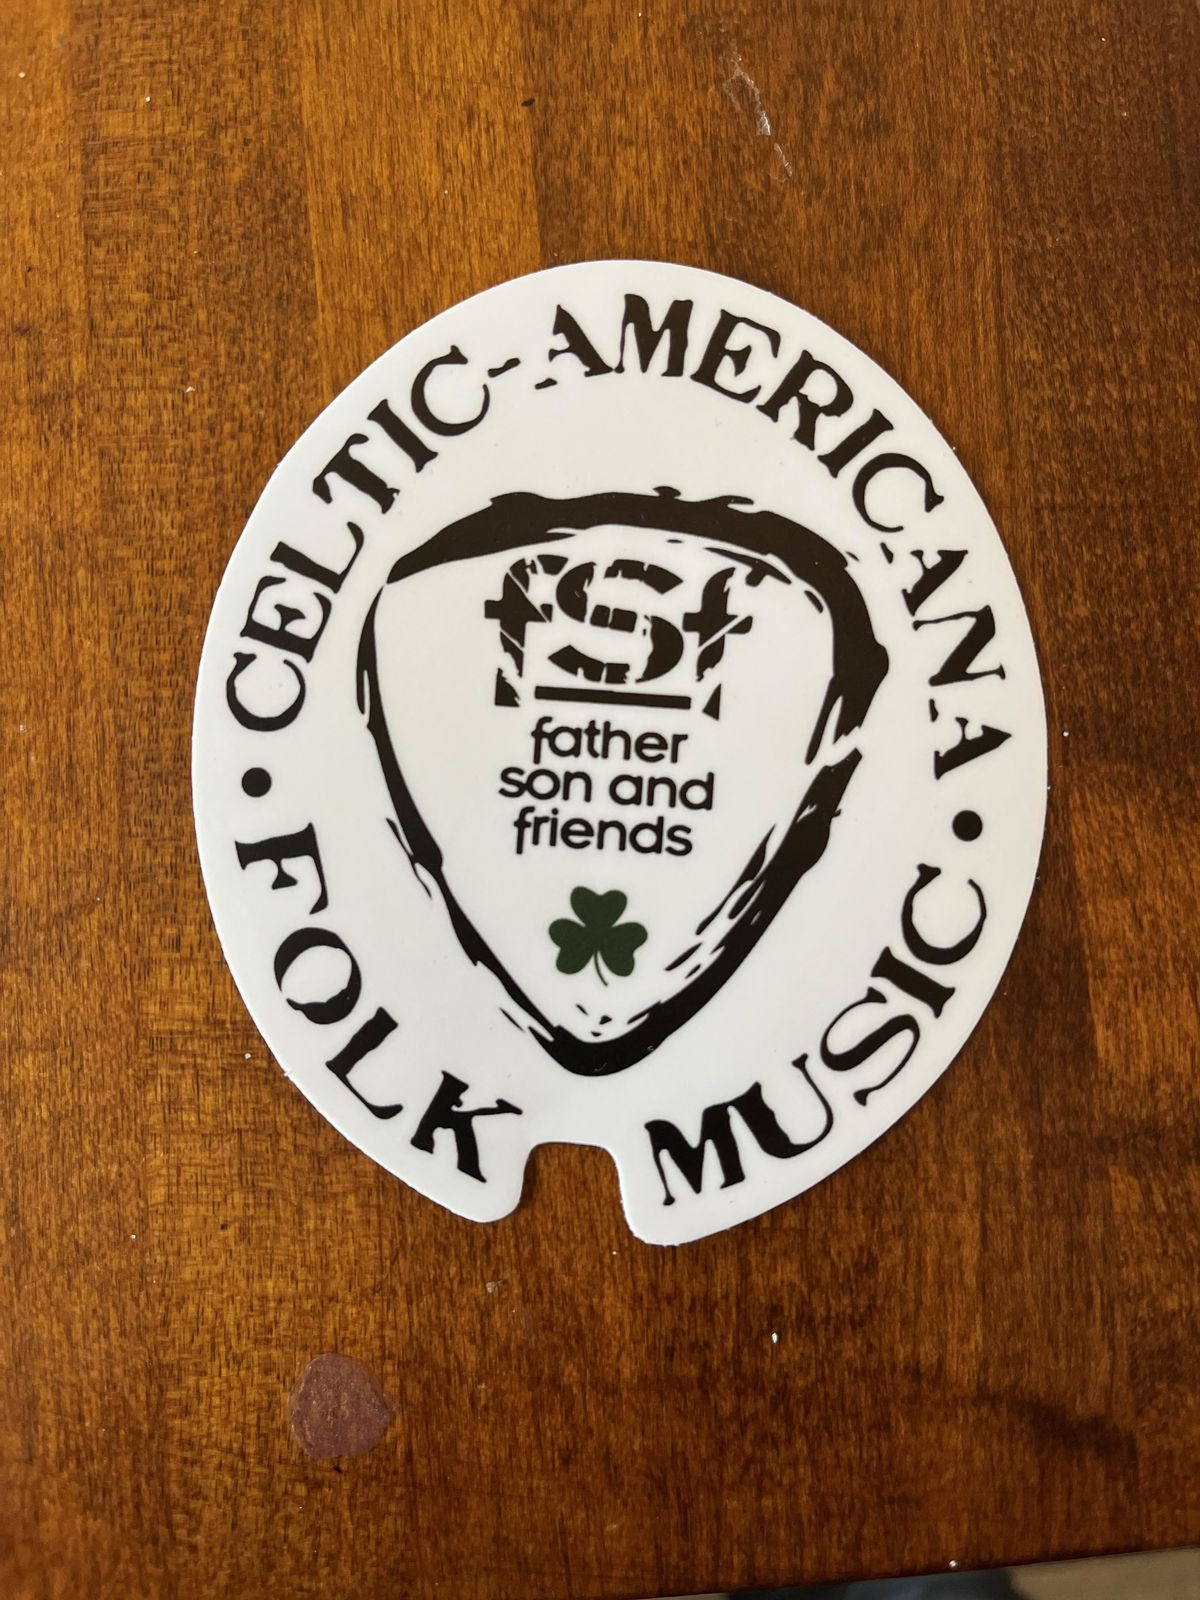 • CELTIC-AMERICANA •
fsf
father
son and
friends
FOLK MUSIC